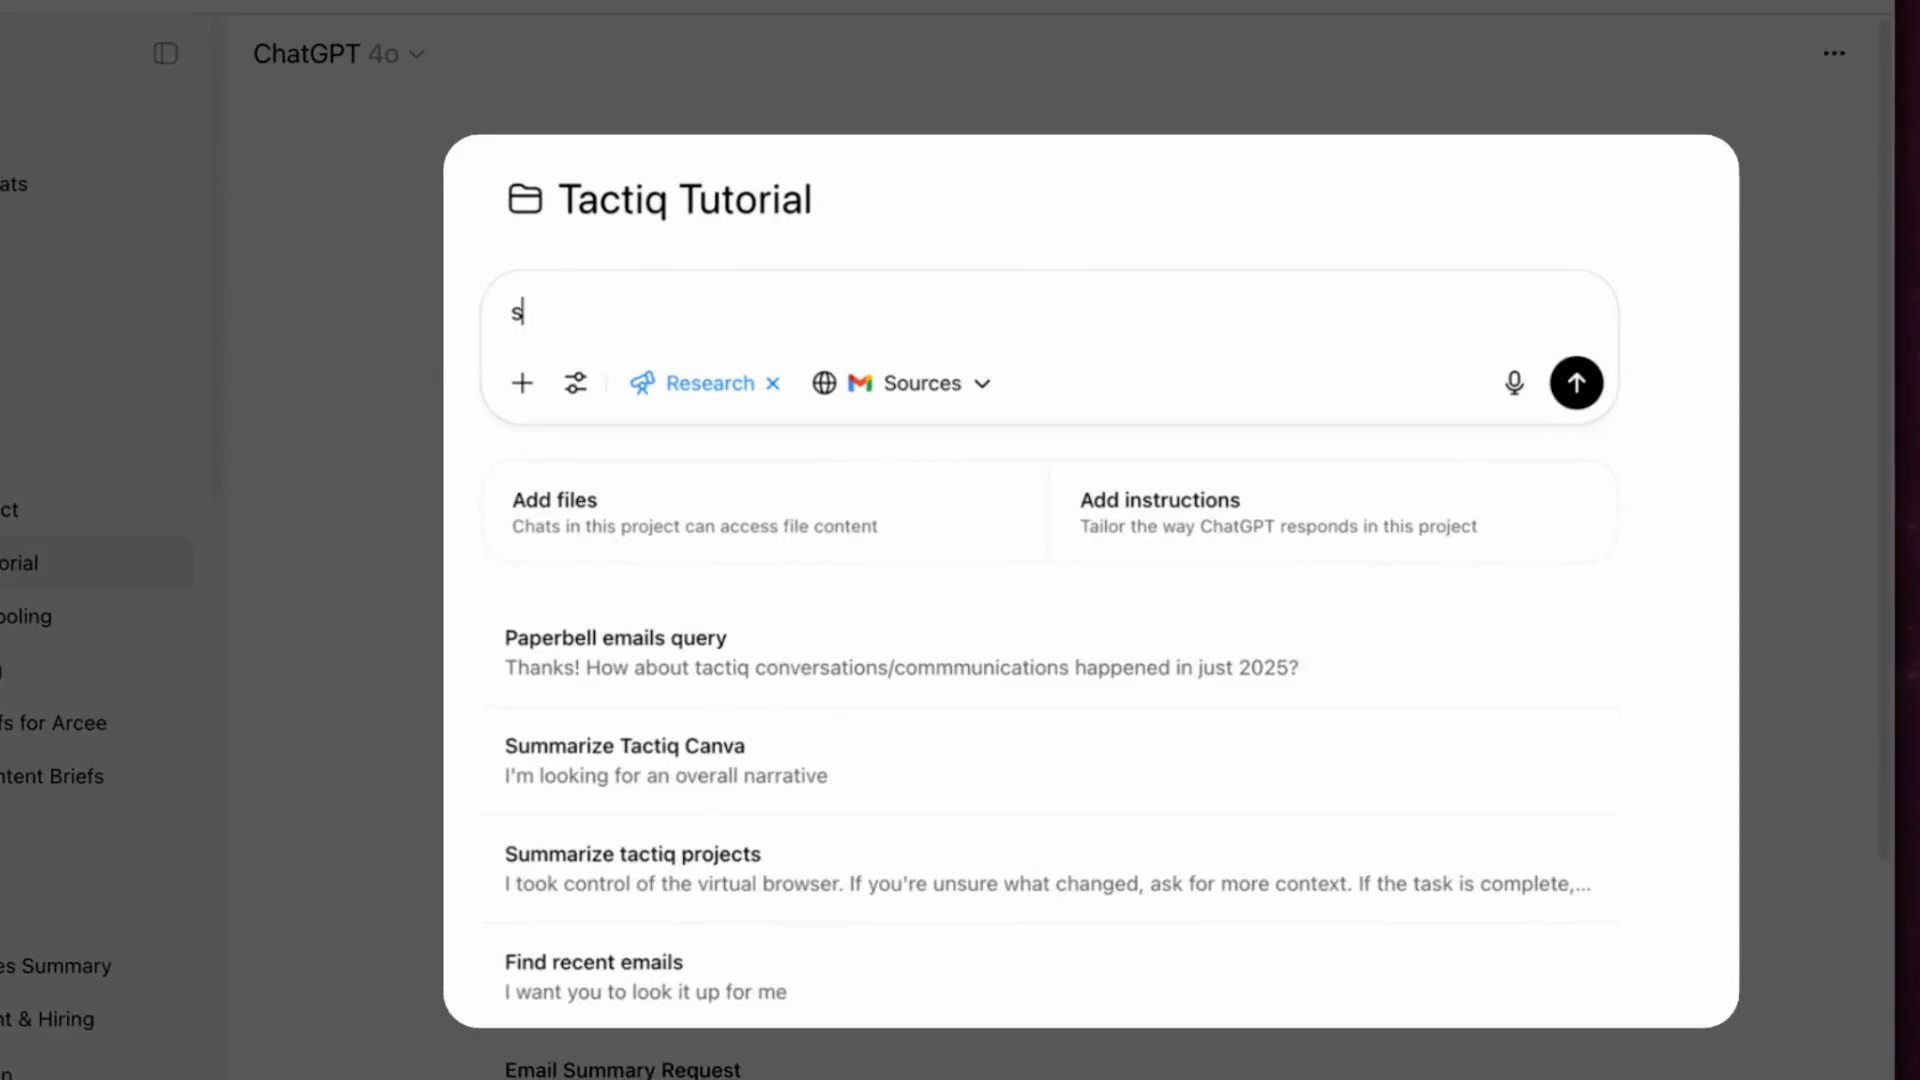 ChatGPT 4o
ats
ct
orial
ooling
fs for Arcee
ntent Briefs
es Summary
nt & Hiring
Tactiq Tutorial
s
Research
Sources
Add files
Chats in this project can access file content
Add instructions
Tailor the way ChatGPT responds in this project
Paperbell emails query
Thanks! How about tactiq conversations/commmunications happened in just 2025?
Summarize Tactiq Canva
I'm looking for an overall narrative
Summarize tactiq projects
I took control of the virtual browser. If you're unsure what changed, ask for more context. If the task is complete,...
Find recent emails
I want you to look it up for me
Email Summary Request